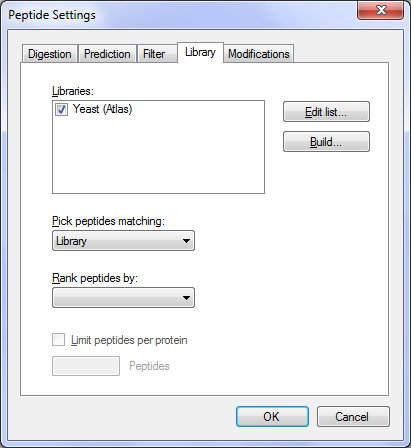 Peptide Settings
Digestion Prediction Filter Library Modifications
Libraries:
Yeast (Atlas)
Edit list...
Build...
Pick peptides matching:
Library
Rank peptides by:
Limit peptides per protein
Peptides
OK Cancel